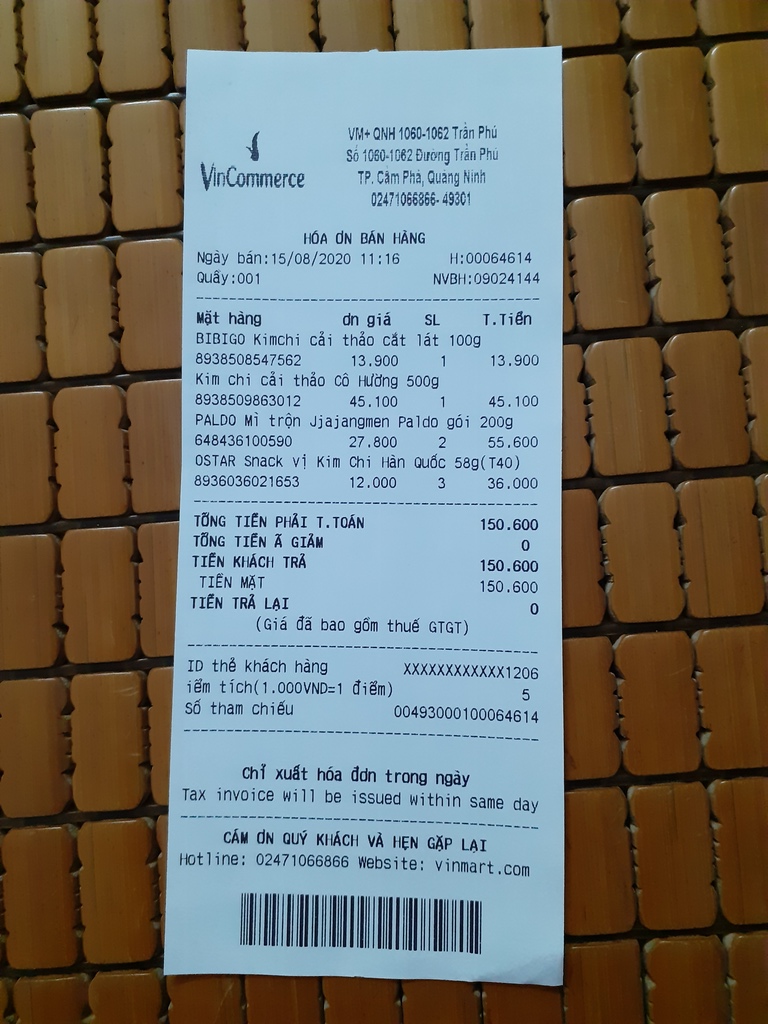 VinCommerce
VM+ QNH 1060-1062 Trần Phú
Số 1060-1062 Đường Trần Phú
TP. Cẩm Phả, Quảng Ninh
02471066866- 49301
HÓA ƠN BÁN HÀNG
Ngày bán:15/08/2020 11:16 H:00064614
Quầy:001 NVBH:09024144
Mặt hàng đn giá SL T.Tiền
BIBIGO Kimchi cải thảo cắt lát 100g
8938508547562 13.900 1 13.900
Kim chi cải thảo Cô Hường 500g
8938509863012 45.100 1 45.100
PALDO Mì trộn Jjajangmen Paldo gói 200g
648436100590 27.800 2 55.600
OSTAR Snack vị Kim Chi Hàn Quốc 58g(T40)
8936036021653 12.000 3 36.000
TỔNG TIỀN PHẢI T.TOÁN 150.600
TỔNG TIỀN Ã GIẢM 0
TIỀN KHÁCH TRẢ 150.600
TIỀN MẶT 150.600
TIỀN TRẢ LẠI 0
(Giá đã bao gồm thuế GTGT)
ID thẻ khách hàng XXXXXXXXXXXX1206
iểm tích(1.000VND=1 điểm) 5
Số tham chiếu 00493000100064614
Chỉ xuất hóa đơn trong ngày
Tax invoice will be issued within same day
CÁM ƠN QUÝ KHÁCH VÀ HẸN GẶP LẠI
Hotline: 02471066866 Website: vinmart.com